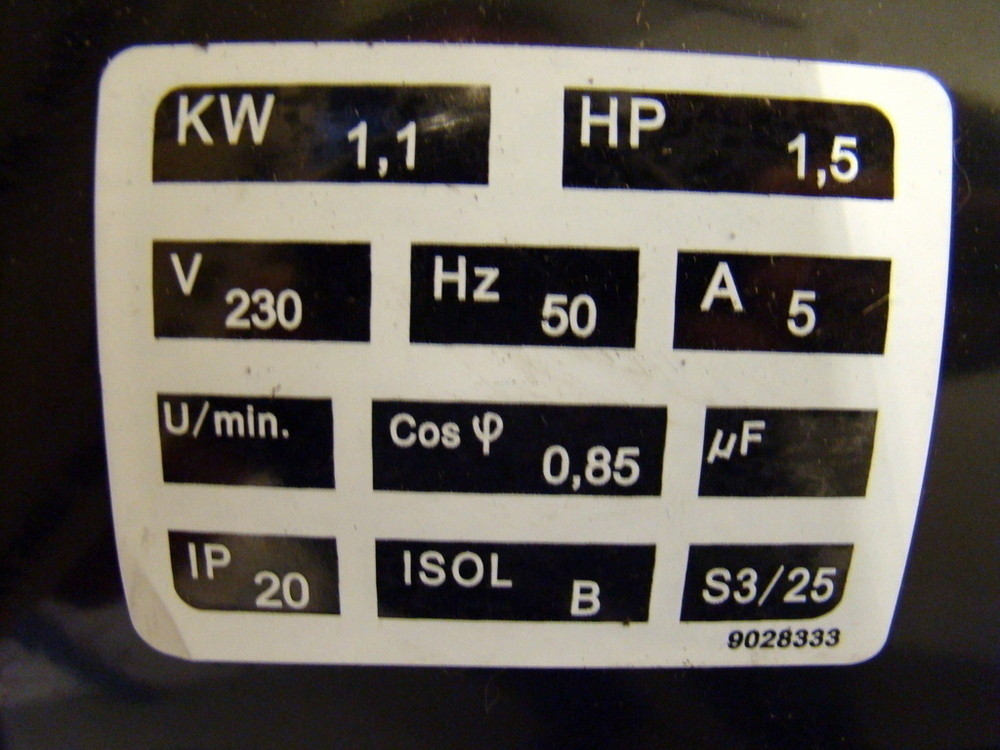 KW 1,1 HP 1,5
V 230 Hz 50 A 5
U/min. Cos φ 0,85 µF
IP 20 ISOL B S3/25
9028333